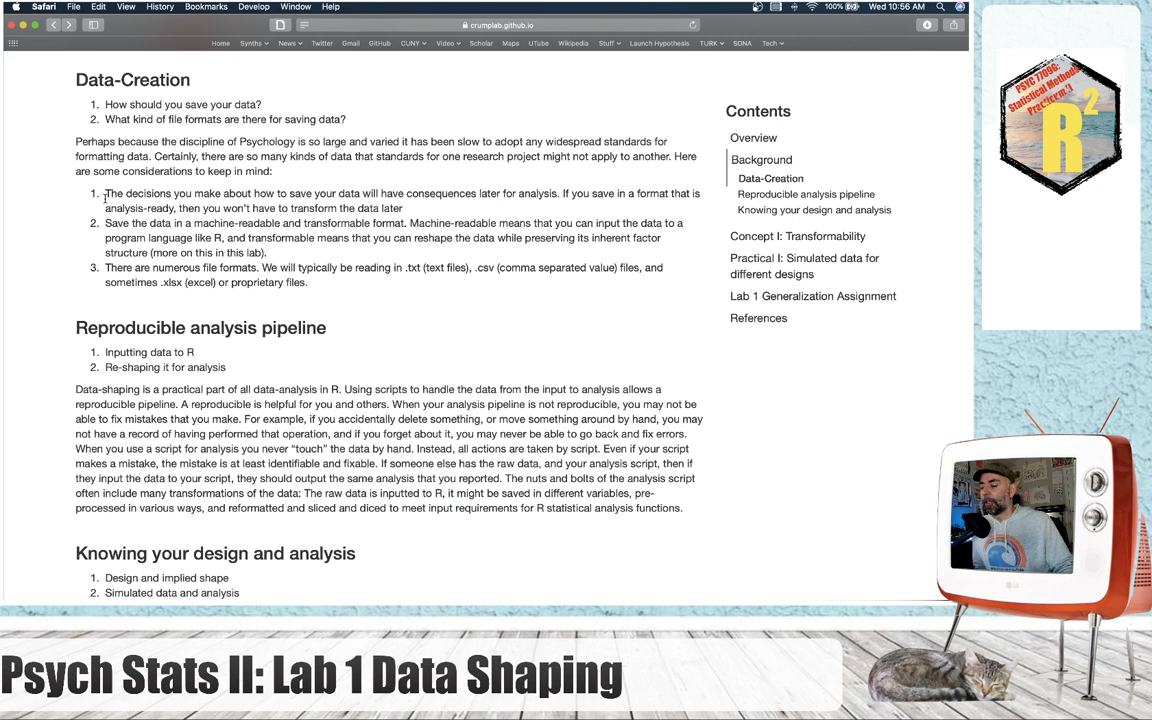 Safari File Edit View History Bookmarks Develop Window Help 100% Wed 10:56 AM
crumplab.github.io
Home Synths News Twitter Gmail GitHub CUNY Video Scholar Maps UTube Wikipedia Stuff Launch Hypothesis TURK SONA Tech
Data-Creation
1. How should you save your data?
2. What kind of file formats are there for saving data?
Perhaps because the discipline of Psychology is so large and varied it has been slow to adopt any widespread standards for
formatting data. Certainly, there are so many kinds of data that standards for one research project might not apply to another. Here
are some considerations to keep in mind:
1. The decisions you make about how to save your data will have consequences later for analysis. If you save in a format that is
analysis-ready, then you won't have to transform the data later
2. Save the data in a machine-readable and transformable format. Machine-readable means that you can input the data to a
program language like R, and transformable means that you can reshape the data while preserving its inherent factor
structure (more on this in this lab).
3. There are numerous file formats. We will typically be reading in .txt (text files), .csv (comma separated value) files, and
sometimes .xlsx (excel) or proprietary files.
Reproducible analysis pipeline
1. Inputting data to R
2. Re-shaping it for analysis
Data-shaping is a practical part of all data-analysis in R. Using scripts to handle the data from the input to analysis allows a
reproducible pipeline. A reproducible is helpful for you and others. When your analysis pipeline is not reproducible, you may not be
able to fix mistakes that you make. For example, if you accidentally delete something, or move something around by hand, you may
not have a record of having performed that operation, and if you forget about it, you may never be able to go back and fix errors.
When you use a script for analysis you never “touch” the data by hand. Instead, all actions are taken by script. Even if your script
makes a mistake, the mistake is at least identifiable and fixable. If someone else has the raw data, and your analysis script, then if
they input the data to your script, they should output the same analysis that you reported. The nuts and bolts of the analysis script
often include many transformations of the data: The raw data is inputted to R, it might be saved in different variables, pre-
processed in various ways, and reformatted and sliced and diced to meet input requirements for R statistical analysis functions.
Knowing your design and analysis
1. Design and implied shape
2. Simulated data and analysis
Contents
Overview
Background
Data-Creation
Reproducible analysis pipeline
Knowing your design and analysis
Concept I: Transformability
Practical I: Simulated data for
different designs
Lab 1 Generalization Assignment
References
PSYC 7709G:
Statistical Methods
R2
LG
Psych Stats II: Lab 1 Data Shaping